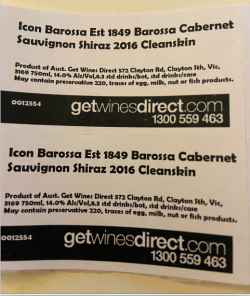 Icon Barossa Est 1849 Barossa Cabernet
Sauvignon Shiraz 2016 Cleanskin
Product of Aust. Get Wines Direct 572 Clayton Rd, Clayton Sth, Vic,
3169 750ml, 14.0% Alc/Vol,8.3 std drinks/bot, std drinks/case
May contain preservative 220, traces of egg, milk, nut or fish products.
0012554
getwinesdirect.com
1300 559 463
Icon Barossa Est 1849 Barossa Cabernet
Sauvignon Shiraz 2016 Cleanskin
Product of Aust. Get Wines Direct 572 Clayton Rd, Clayton Sth, Vic,
3169 750ml, 14.0% Alc/Vol,8.3 std drinks/bot, std drinks/case
May contain preservative 220, traces of egg, milk, nut or fish products.
0012554
getwinesdirect.com
1300 559 463